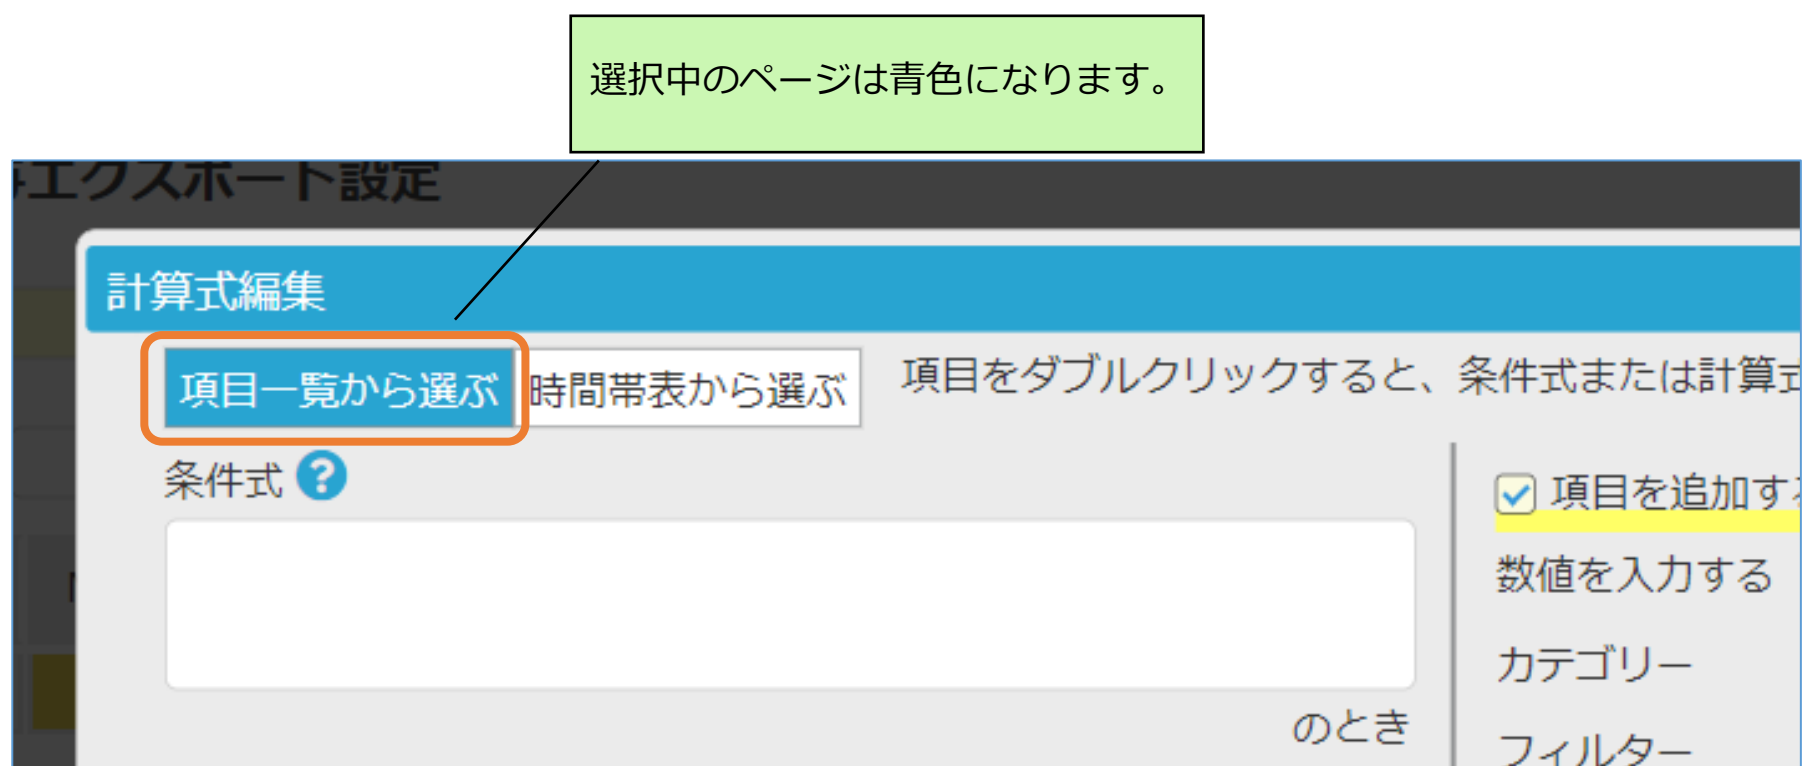 選択中のページは青色になります。
エクスポート設定
計算式編集
項目一覧から選ぶ 時間帯表から選ぶ 項目をダブルクリックすると、条件式または計算式
条件式 ?
項目を追加する
数値を入力する
カテゴリー
のとき
フィルター